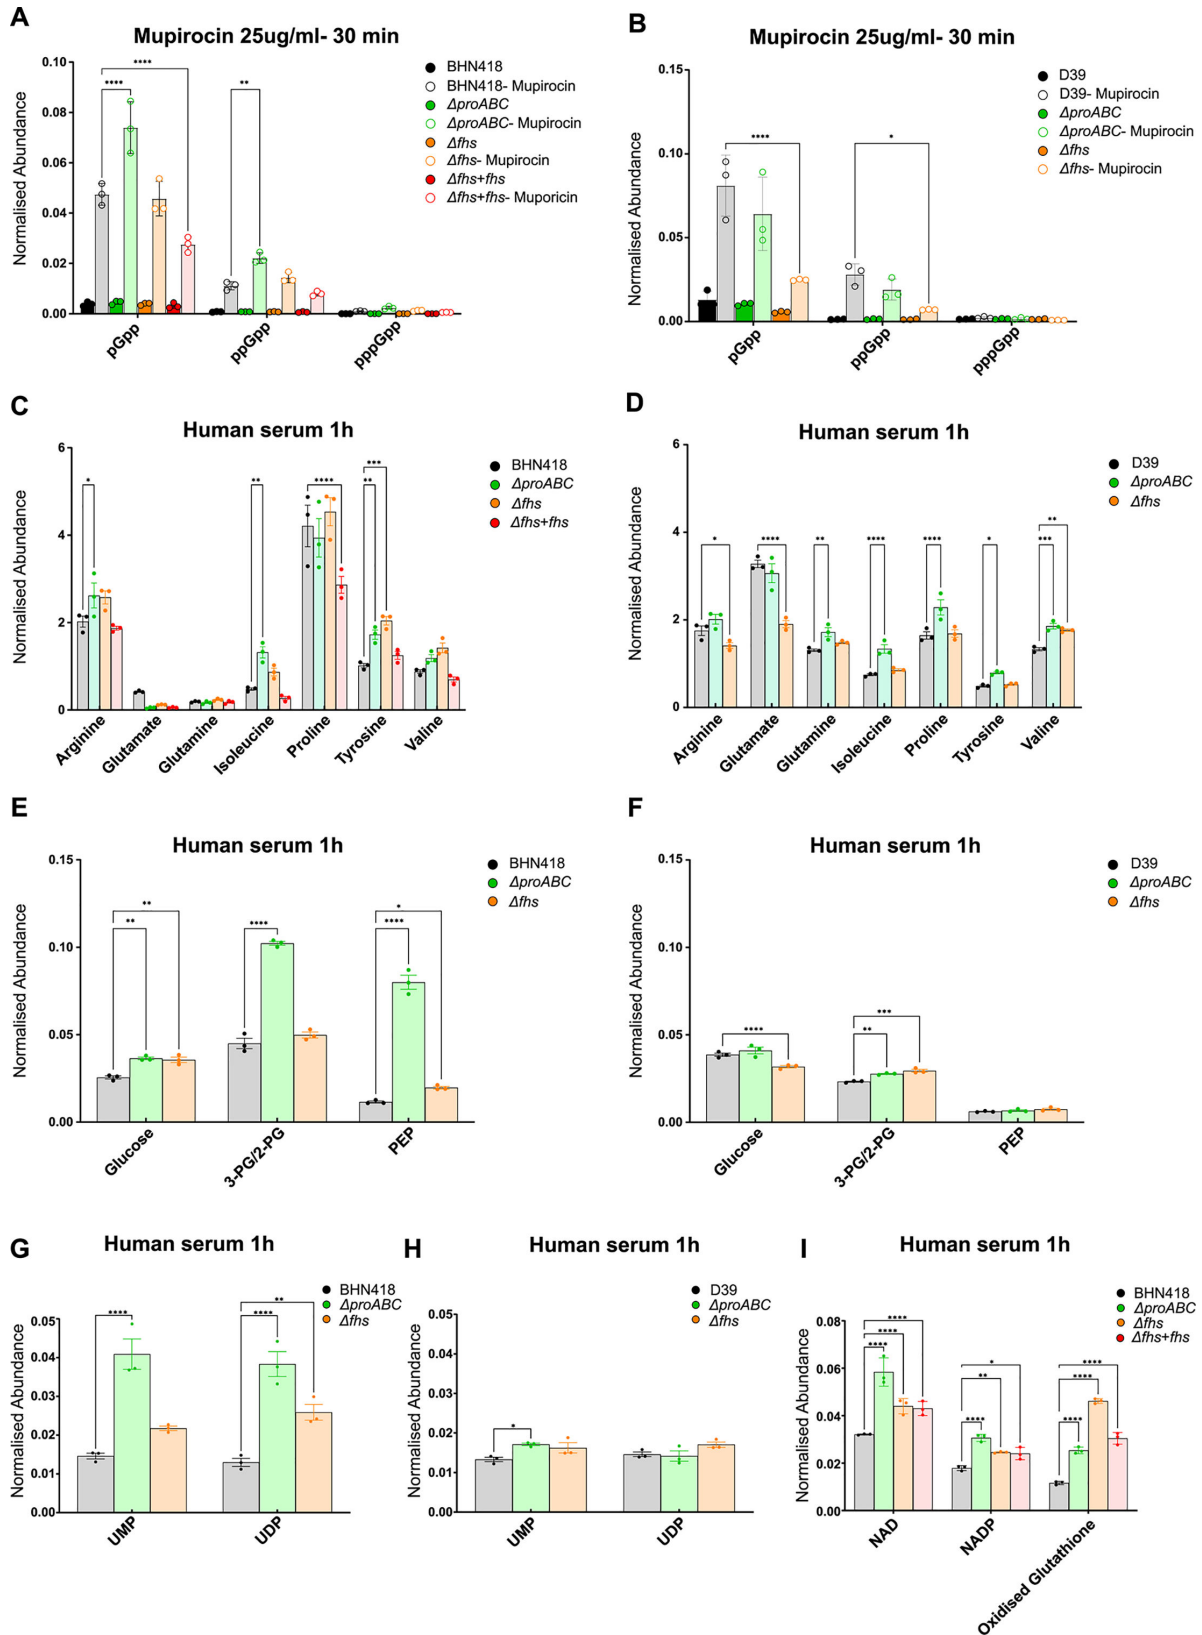 A
Mupirocin 25ug/ml- 30 min
Normalised Abundance
0.10
0.08
0.06
0.04
0.02
0.00
****
****
**
pGpp
ppGpp
pppGpp
BHN418
BHN418- Mupirocin
ΔproABC
ΔproABC- Mupirocin
Δfhs
Δfhs- Mupirocin
Δfhs+fhs
Δfhs+fhs- Muporicin
B
Mupirocin 25ug/ml- 30 min
Normalised Abundance
0.15
0.10
0.05
0.00
****
*
pGpp
ppGpp
pppGpp
D39
D39- Mupirocin
ΔproABC
ΔproABC- Mupirocin
Δfhs
Δfhs- Mupirocin
C
Human serum 1h
Normalised Abundance
6
4
2
0
*
**
****
***
**
Arginine
Glutamate
Glutamine
Isoleucine
Proline
Tyrosine
Valine
BHN418
ΔproABC
Δfhs
Δfhs+fhs
D
Human serum 1h
Normalised Abundance
6
4
2
0
*
****
**
****
****
*
**
***
Arginine
Glutamate
Glutamine
Isoleucine
Proline
Tyrosine
Valine
D39
ΔproABC
Δfhs
E
Human serum 1h
Normalised Abundance
0.15
0.10
0.05
0.00
**
**
****
*
****
Glucose
3-PG/2-PG
PEP
BHN418
ΔproABC
Δfhs
F
Human serum 1h
Normalised Abundance
0.15
0.10
0.05
0.00
****
***
**
Glucose
3-PG/2-PG
PEP
D39
ΔproABC
Δfhs
G
Human serum 1h
Normalised Abundance
0.05
0.04
0.03
0.02
0.01
0.00
****
**
****
UMP
UDP
BHN418
ΔproABC
Δfhs
H
Human serum 1h
Normalised Abundance
0.05
0.04
0.03
0.02
0.01
0.00
*
UMP
UDP
D39
ΔproABC
Δfhs
I
Human serum 1h
Normalised Abundance
0.08
0.06
0.04
0.02
0.00
****
****
****
*
**
****
****
****
****
NAD
NADP
Oxidised Glutathione
BHN418
ΔproABC
Δfhs
Δfhs+fhs